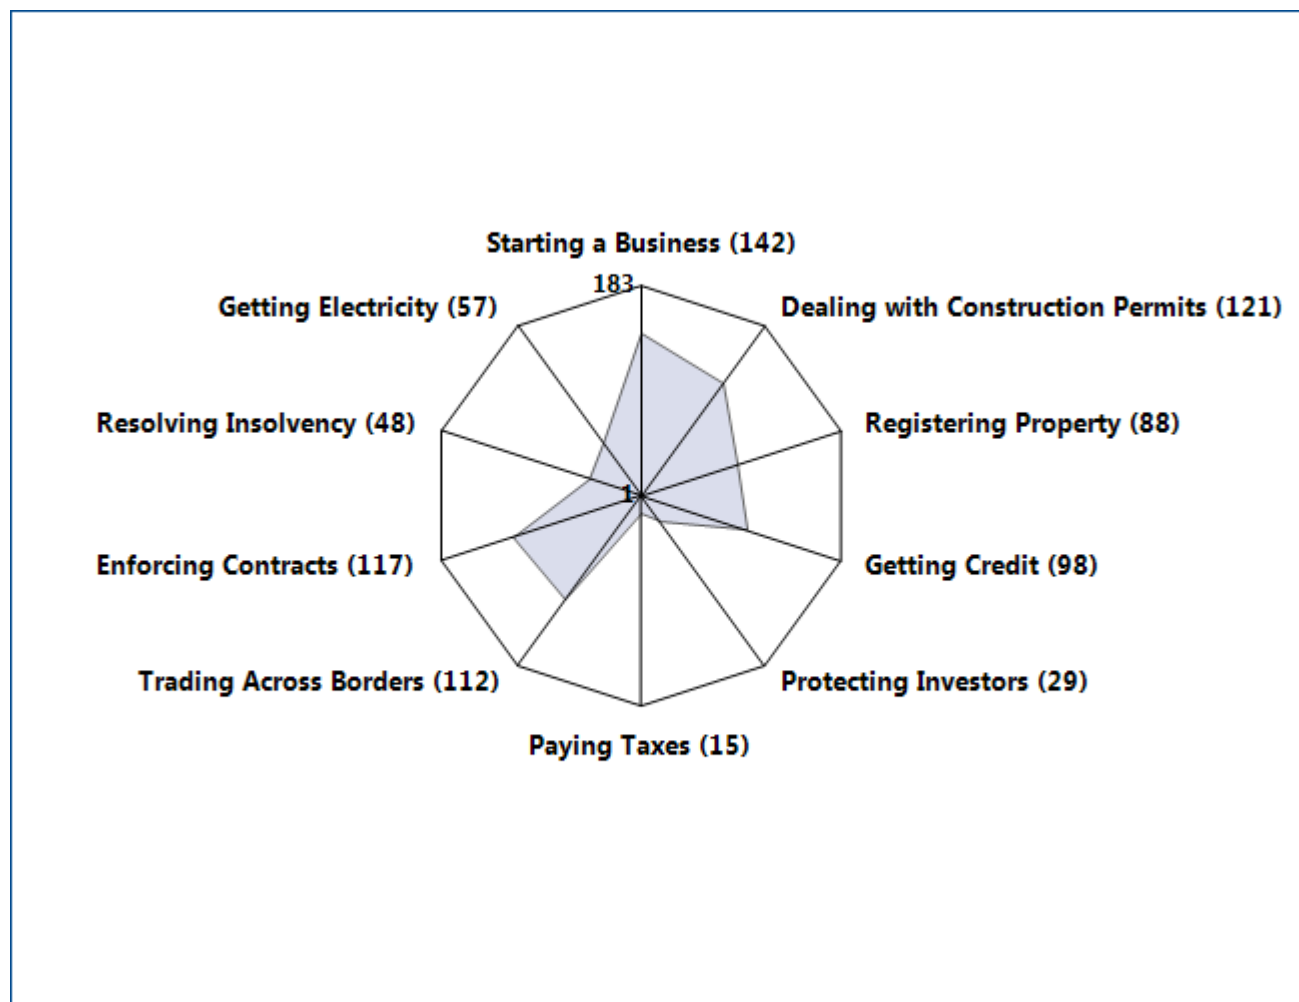 Starting a Business (142)
183
Getting Electricity (57)
Dealing with Construction Permits (121)
Resolving Insolvency (48)
Registering Property (88)
1
Enforcing Contracts (117)
Getting Credit (98)
Trading Across Borders (112)
Protecting Investors (29)
Paying Taxes (15)